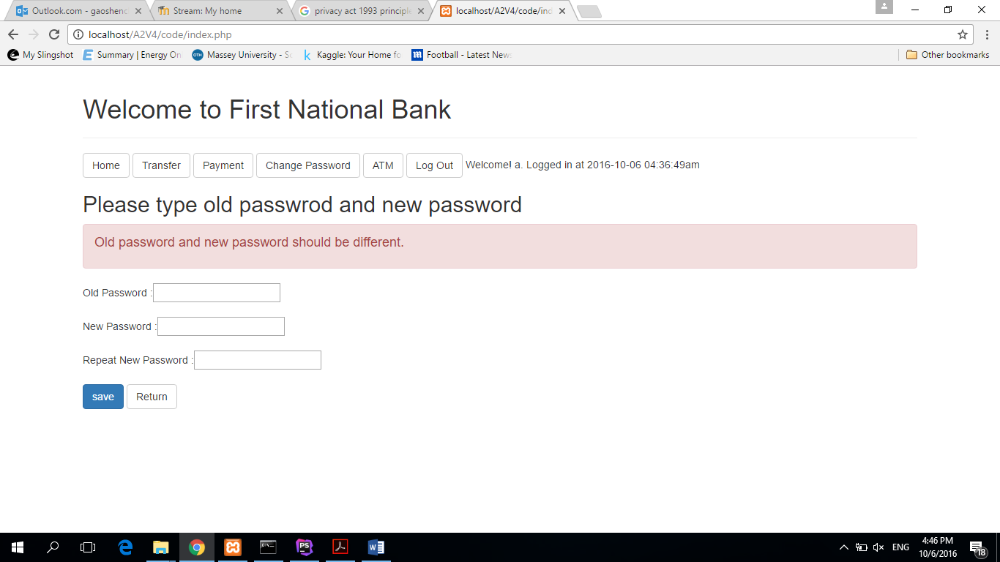 Outlook.com - gaoshenc
Stream: My home
privacy act 1993 principle
localhost/A2V4/code/ind
localhost/A2V4/code/index.php
My Slingshot
Summary | Energy On
Massey University - Sc
Kaggle: Your Home fo
Football - Latest News
Other bookmarks
Welcome to First National Bank
Home
Transfer
Payment
Change Password
ATM
Log Out
Welcome! a. Logged in at 2016-10-06 04:36:49am
Please type old passwrod and new password
Old password and new password should be different.
Old Password :
New Password :
Repeat New Password :
save
Return
ENG
4:46 PM
10/6/2016
18